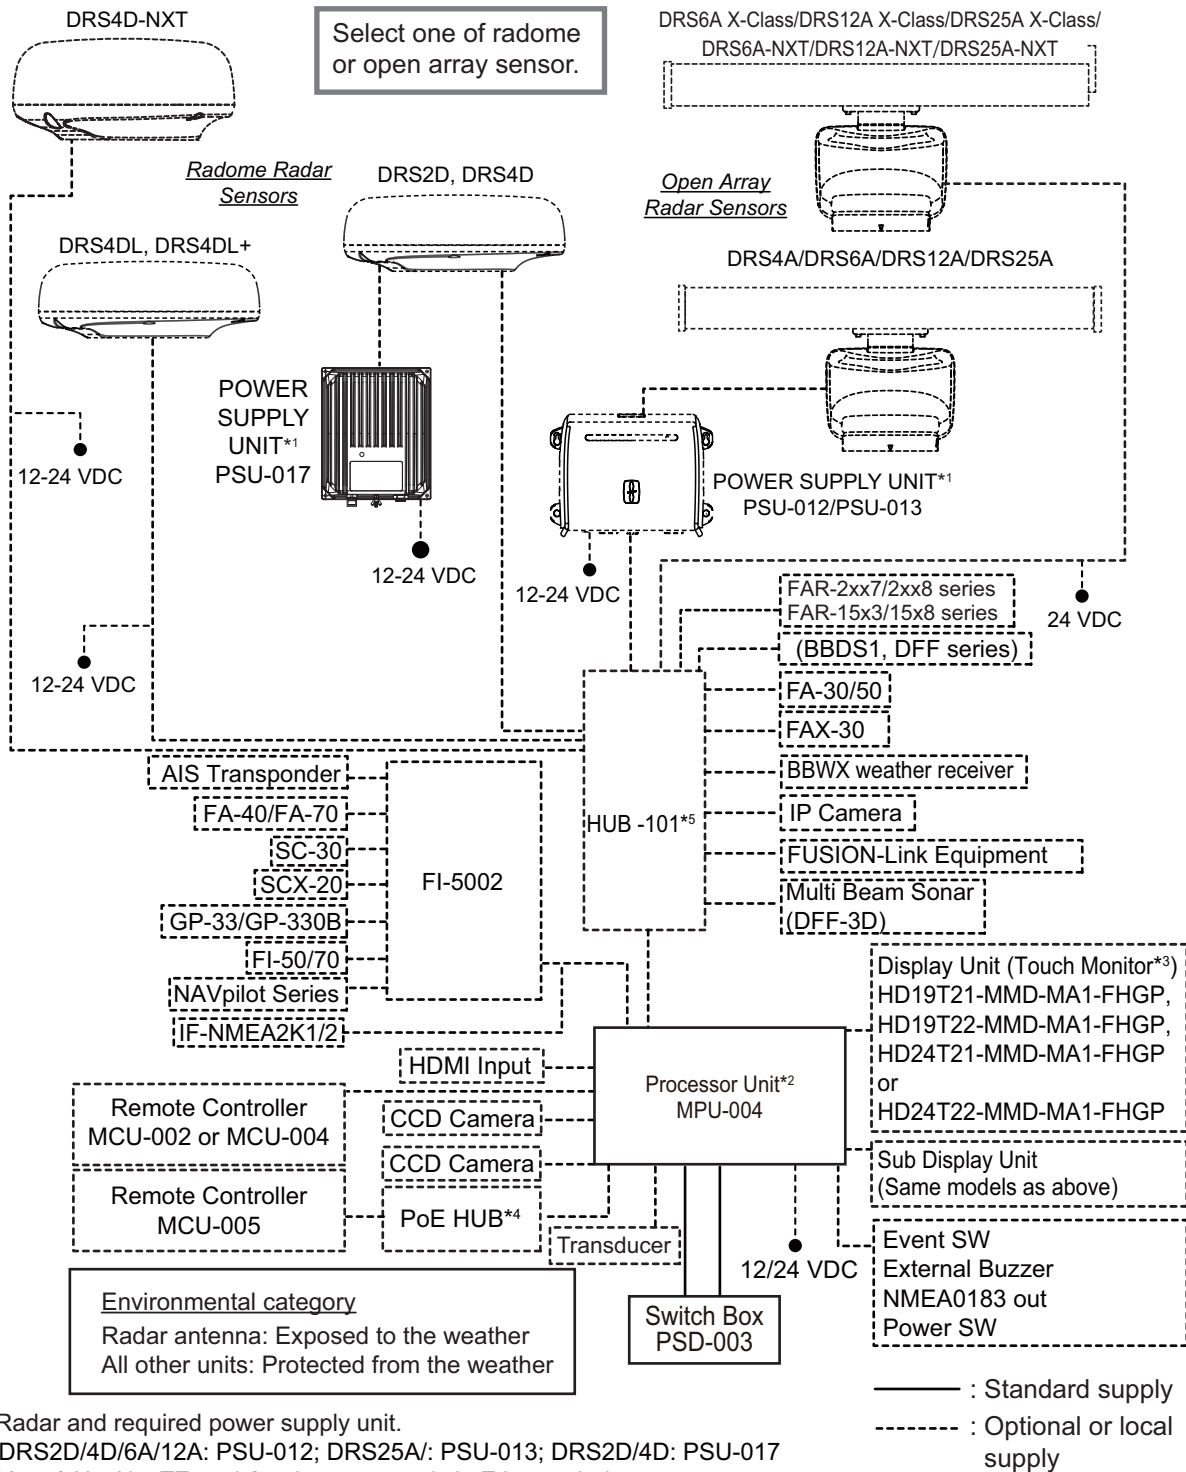 DRS4D-NXT
Select one of radome
or open array sensor.
DRS6A X-Class/DRS12A X-Class/DRS25A X-Class/
DRS6A-NXT/DRS12A-NXT/DRS25A-NXT
Radome Radar
Sensors
DRS2D, DRS4D
Open Array
Radar Sensors
DRS4DL, DRS4DL+
DRS4A/DRS6A/DRS12A/DRS25A
POWER
SUPPLY
UNIT*1
PSU-017
12-24 VDC
POWER SUPPLY UNIT*1
PSU-012/PSU-013
12-24 VDC
12-24 VDC
24 VDC
12-24 VDC
FAR-2xx7/2xx8 series
FAR-15x3/15x8 series
(BBDS1, DFF series)
FA-30/50
FAX-30
BBWX weather receiver
IP Camera
FUSION-Link Equipment
Multi Beam Sonar
(DFF-3D)
HUB -101*5
AIS Transponder
FA-40/FA-70
SC-30
SCX-20
GP-33/GP-330B
FI-50/70
NAVpilot Series
IF-NMEA2K1/2
FI-5002
Display Unit (Touch Monitor*3)
HD19T21-MMD-MA1-FHGP,
HD19T22-MMD-MA1-FHGP,
HD24T21-MMD-MA1-FHGP
or
HD24T22-MMD-MA1-FHGP
HDMI Input
Processor Unit*2
MPU-004
Remote Controller
MCU-002 or MCU-004
CCD Camera
CCD Camera
Sub Display Unit
(Same models as above)
Remote Controller
MCU-005
PoE HUB*4
Transducer
12/24 VDC
Event SW
External Buzzer
NMEA0183 out
Power SW
Environmental category
Radar antenna: Exposed to the weather
All other units: Protected from the weather
Switch Box
PSD-003
: Standard supply
: Optional or local
supply
Radar and required power supply unit.
DRS2D/4D/6A/12A: PSU-012; DRS25A/: PSU-013; DRS2D/4D: PSU-017